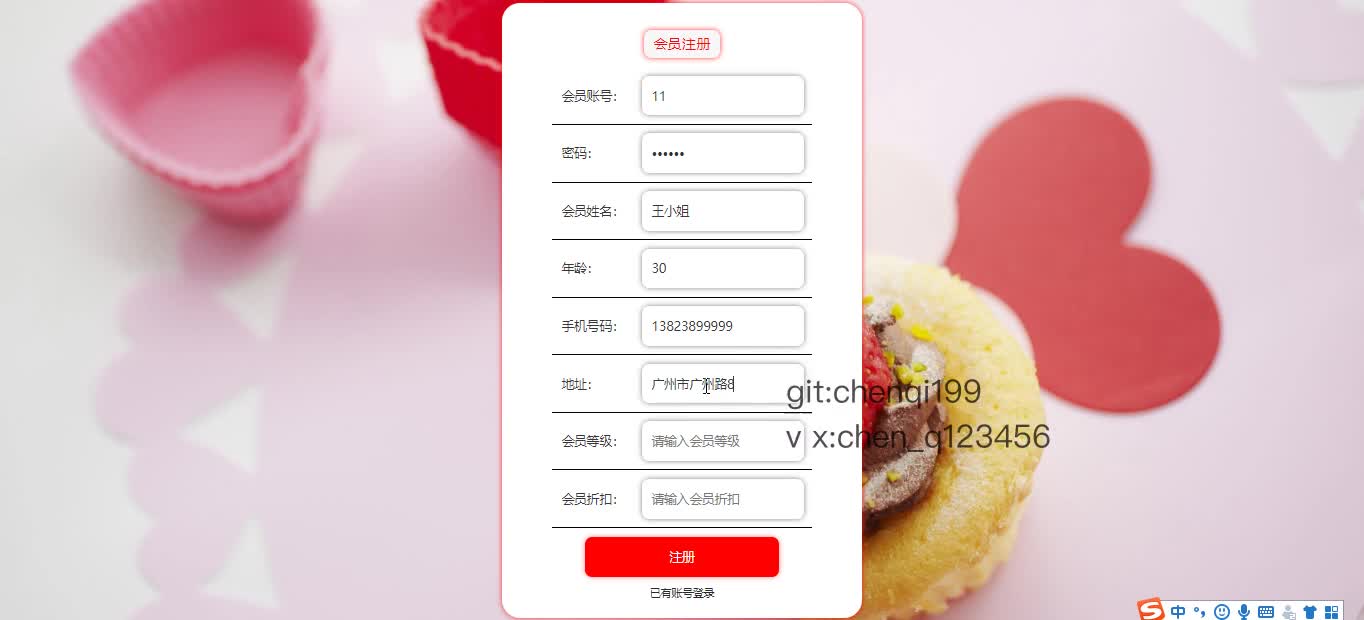 会员注册
会员账号： 11
密码： ••••••
会员姓名： 王小姐
年龄： 30
手机号码： 13823899999
地址： 广州市广州路8
git:chenqi199
会员等级： 请输入会员等级
v x:chen_q123456
会员折扣： 请输入会员折扣
注册
已有账号登录
中